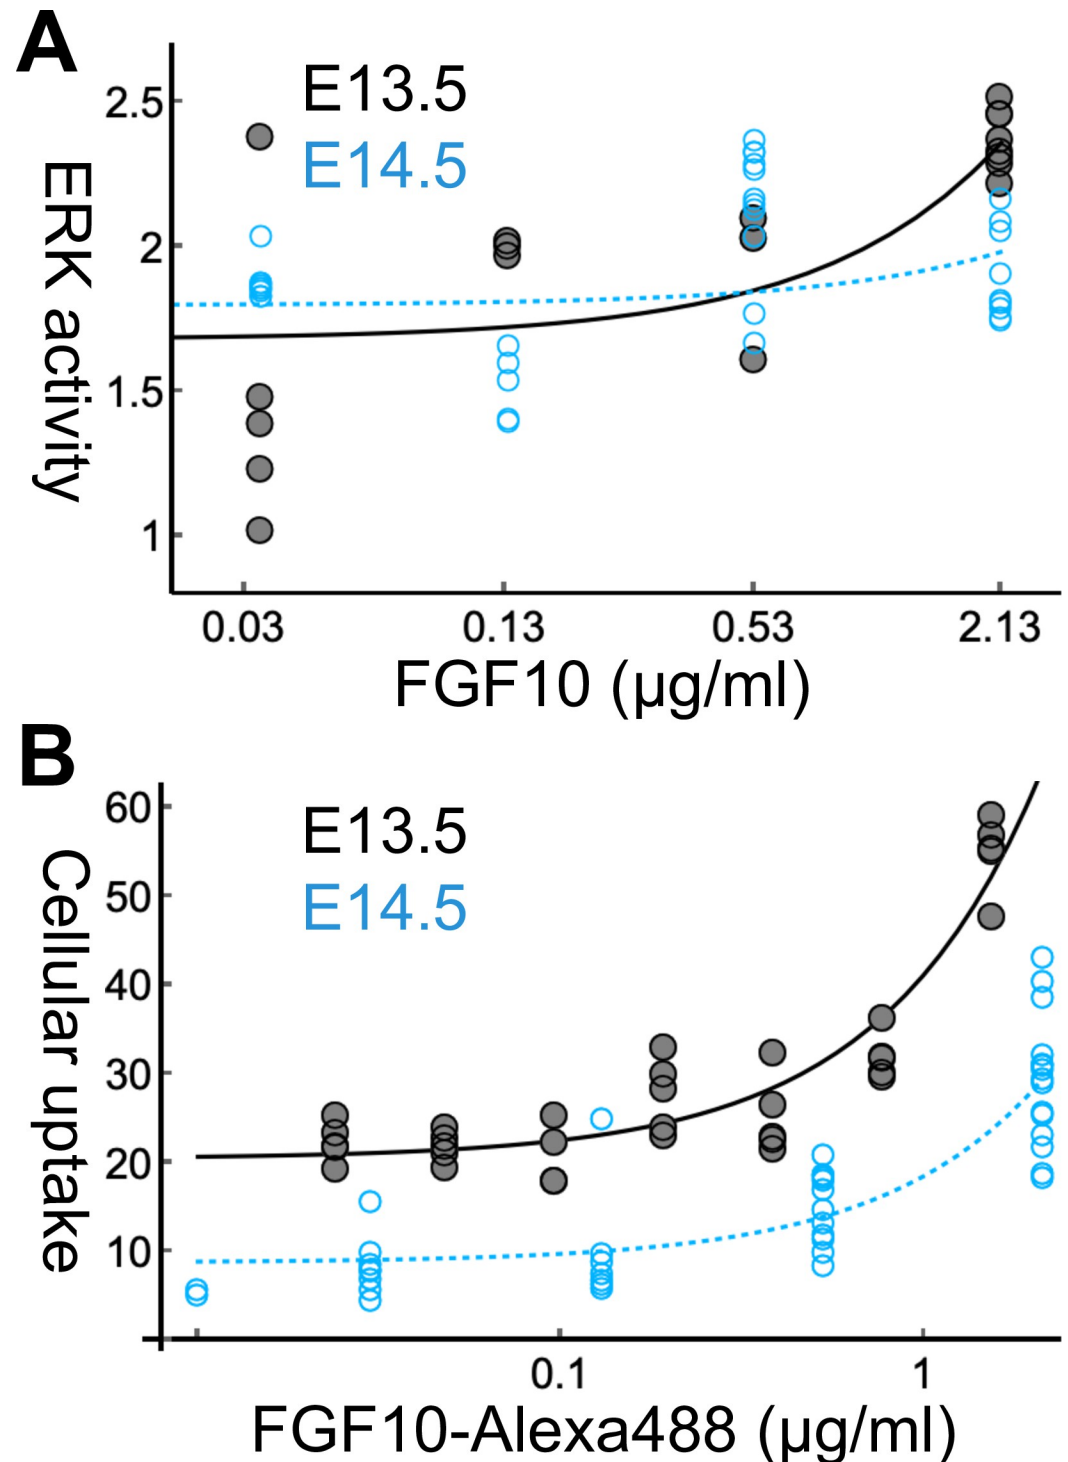 A
E13.5
E14.5
ERK activity
2.5
2
1.5
1
0.03 0.13 0.53 2.13
FGF10 (µg/ml)
B
E13.5
E14.5
Cellular uptake
60
50
40
30
20
10
0.1 1
FGF10-Alexa488 (µg/ml)